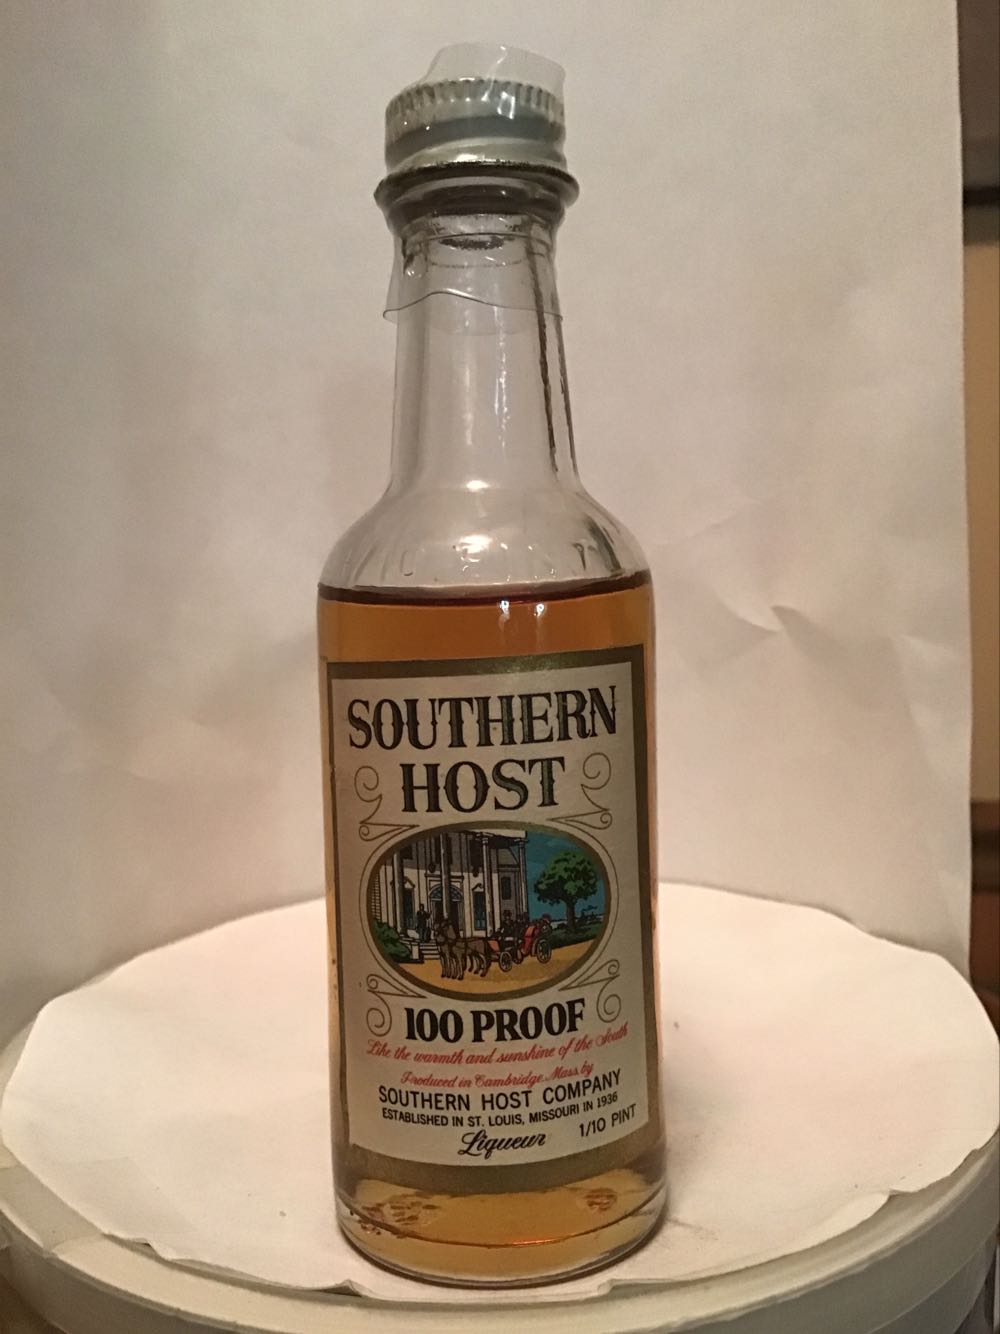 SOUTHERN
HOST
100 PROOF
Like the warmth and sunshine of the South
Produced in Cambridge, Mass. by
SOUTHERN HOST COMPANY
ESTABLISHED IN ST. LOUIS, MISSOURI IN 1936
Liqueur 1/10 PINT